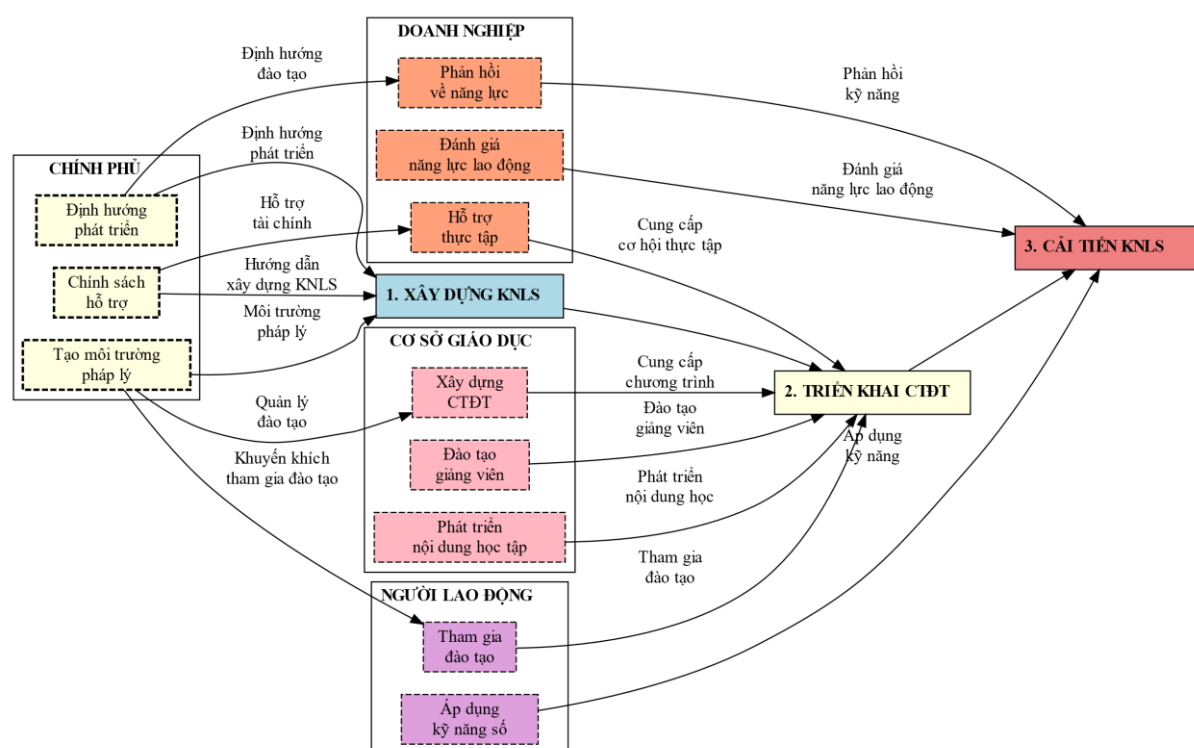 CHÍNH PHỦ
Định hướng
phát triển
Chính sách
hỗ trợ
Tạo môi trường
pháp lý
Định hướng
đào tạo
Định hướng
phát triển
Hỗ trợ
tài chính
Hướng dẫn
xây dựng KNLS
Môi trường
pháp lý
Quản lý
đào tạo
Khuyến khích
tham gia đào tạo
DOANH NGHIỆP
Phản hồi
về năng lực
Đánh giá
năng lực lao động
Hỗ trợ
thực tập
1. XÂY DỰNG KNLS
CƠ SỞ GIÁO DỤC
Xây dựng
CTĐT
Đào tạo
giảng viên
Phát triển
nội dung học tập
NGƯỜI LAO ĐỘNG
Tham gia
đào tạo
Áp dụng
kỹ năng số
Cung cấp
cơ hội thực tập
Cung cấp
chương trình
Đào tạo
giảng viên
Phát triển
nội dung học
Tham gia
đào tạo
2. TRIỂN KHAI CTĐT
Phản hồi
kỹ năng
Đánh giá
năng lực lao động
Áp dụng
kỹ năng
3. CẢI TIẾN KNLS